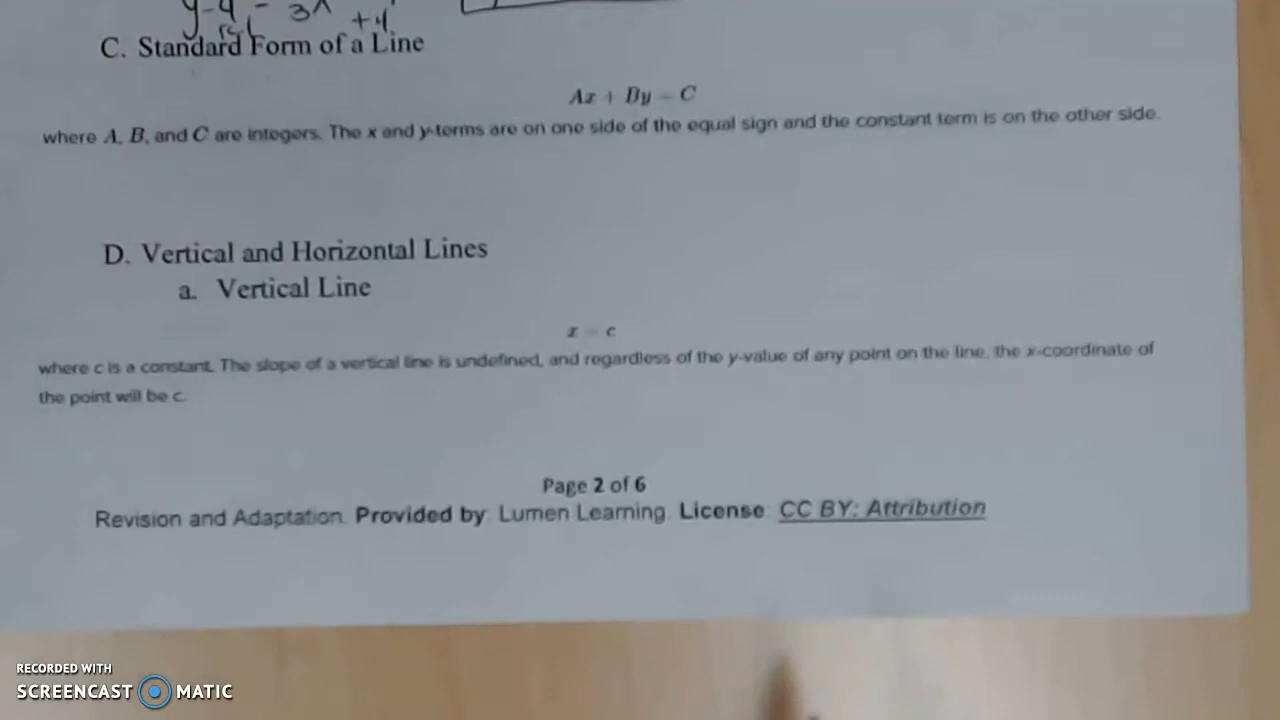 y-4 = 3x
+4
C. Standard Form of a Line
Ax + By = C
where A, B, and C are integers. The x and y-terms are on one side of the equal sign and the constant term is on the other side.
D. Vertical and Horizontal Lines
a. Vertical Line
x = c
where c is a constant. The slope of a vertical line is undefined, and regardless of the y-value of any point on the line, the x-coordinate of
the point will be c.
Page 2 of 6
Revision and Adaptation. Provided by: Lumen Learning. License: CC BY: Attribution
RECORDED WITH
SCREENCAST MATIC